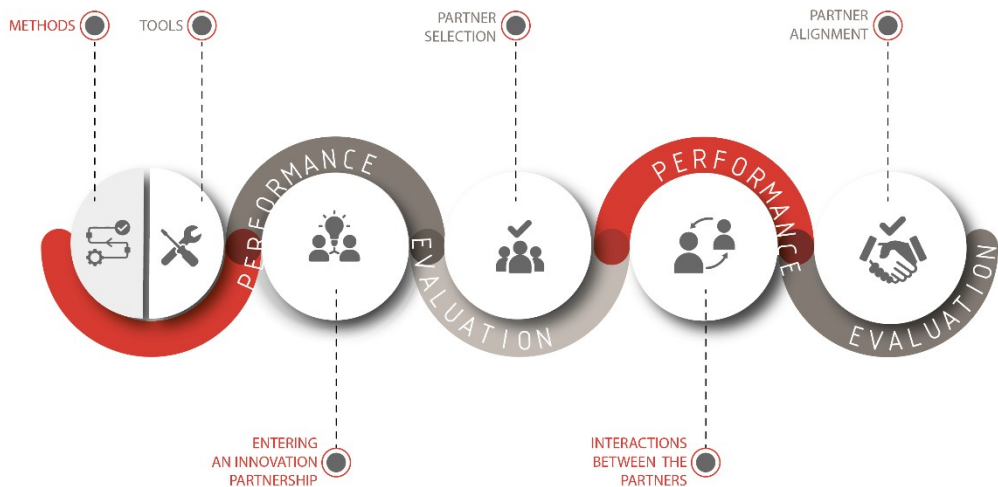 METHODS
TOOLS
PARTNER
SELECTION
PARTNER
ALIGNMENT
PERFORMANCE
EVALUATION
PERFORMANCE
EVALUATION
ENTERING
AN INNOVATION
PARTNERSHIP
INTERACTIONS
BETWEEN THE
PARTNERS